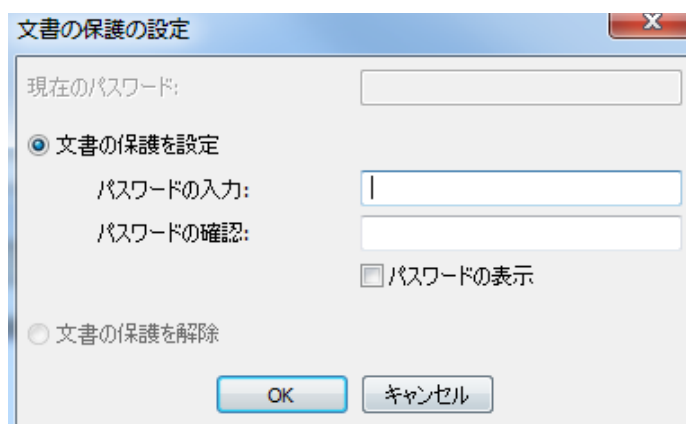 文書の保護の設定
現在のパスワード:
文書の保護を設定
パスワードの入力:
パスワードの確認:
パスワードの表示
文書の保護を解除
OK キャンセル